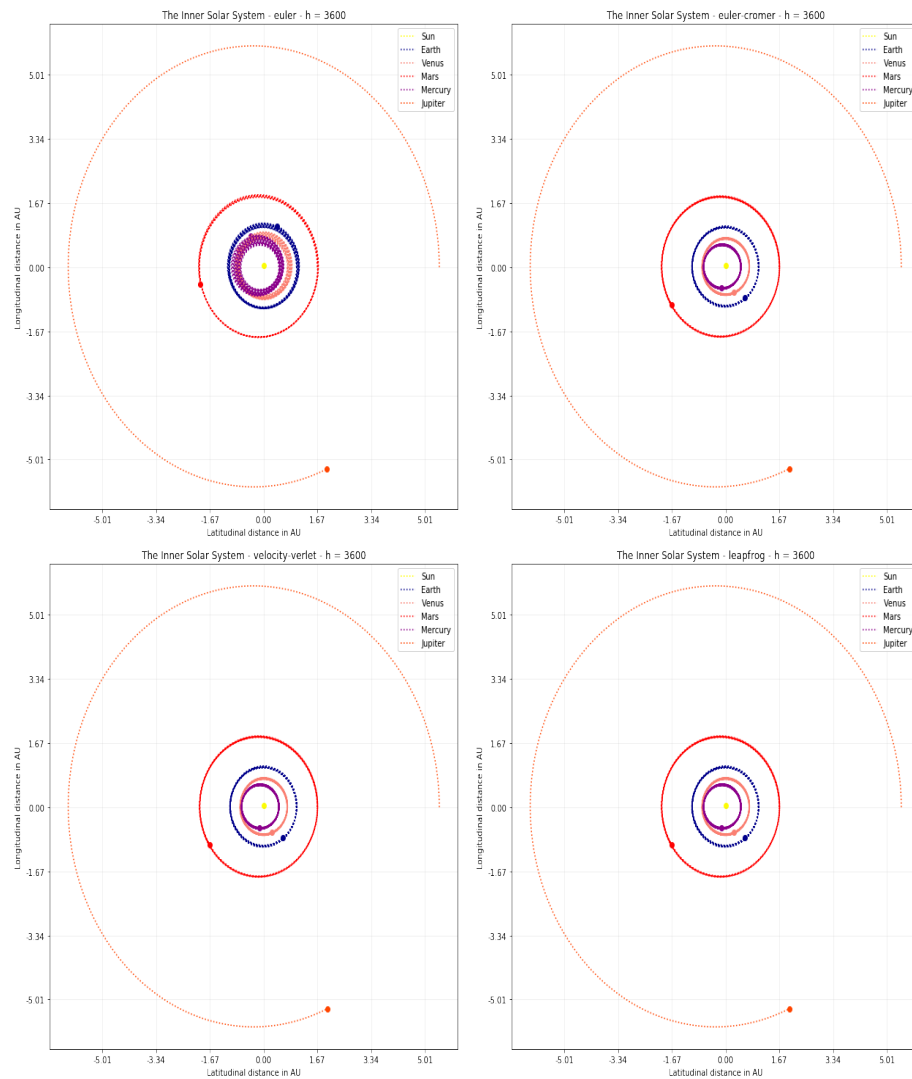 The Inner Solar System - euler - h = 3600
Sun
Earth
Venus
Mars
Mercury
Jupiter
Longitudinal distance in AU
5.01
3.34
1.67
0.00
-1.67
-3.34
-5.01
-5.01 -3.34 -1.67 0.00 1.67 3.34 5.01
Latitudinal distance in AU
The Inner Solar System - euler-cromer - h = 3600
Sun
Earth
Venus
Mars
Mercury
Jupiter
Longitudinal distance in AU
5.01
3.34
1.67
0.00
-1.67
-3.34
-5.01
-5.01 -3.34 -1.67 0.00 1.67 3.34 5.01
Latitudinal distance in AU
The Inner Solar System - velocity-verlet - h = 3600
Sun
Earth
Venus
Mars
Mercury
Jupiter
Longitudinal distance in AU
5.01
3.34
1.67
0.00
-1.67
-3.34
-5.01
-5.01 -3.34 -1.67 0.00 1.67 3.34 5.01
Latitudinal distance in AU
The Inner Solar System - leapfrog - h = 3600
Sun
Earth
Venus
Mars
Mercury
Jupiter
Longitudinal distance in AU
5.01
3.34
1.67
0.00
-1.67
-3.34
-5.01
-5.01 -3.34 -1.67 0.00 1.67 3.34 5.01
Latitudinal distance in AU